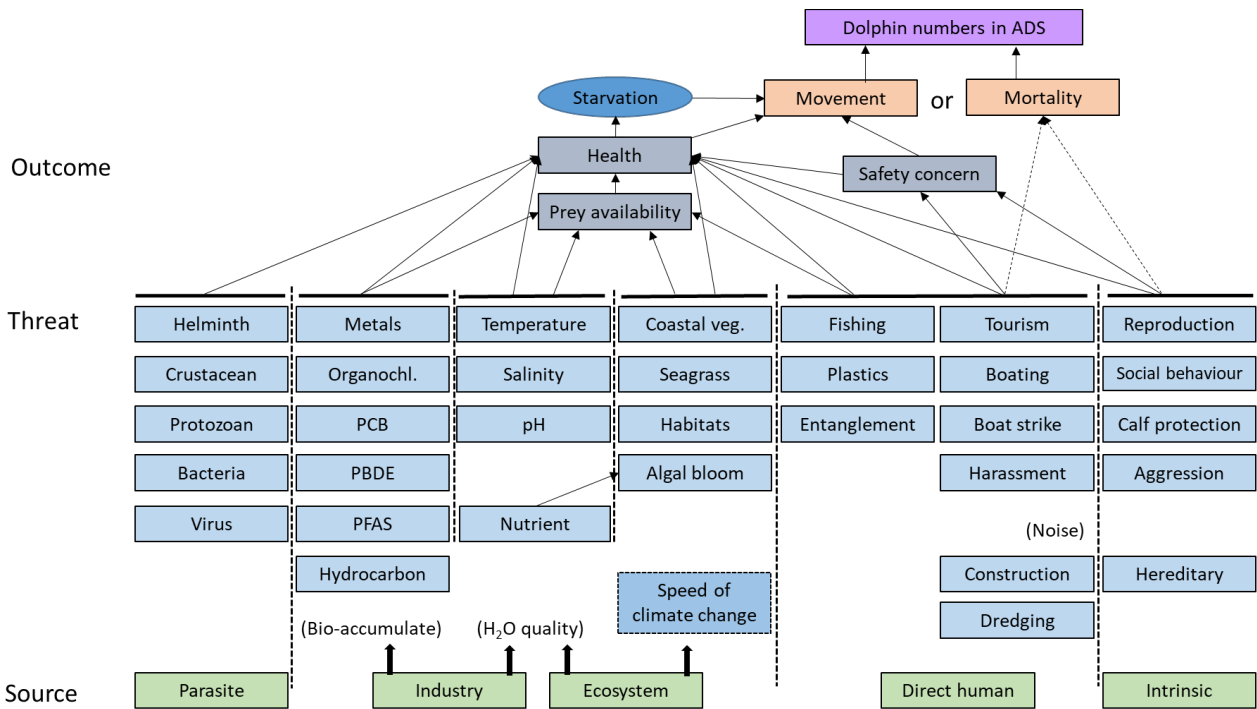 Dolphin numbers in ADS
Starvation
Movement
or
Mortality
Outcome
Health
Safety concern
Prey availability
Threat
Helminth
Metals
Temperature
Coastal veg.
Fishing
Tourism
Reproduction
Crustacean
Organochl.
Salinity
Seagrass
Plastics
Boating
Social behaviour
Protozoan
PCB
pH
Habitats
Entanglement
Boat strike
Calf protection
Bacteria
PBDE
Algal bloom
Harassment
Aggression
Virus
PFAS
Nutrient
(Noise)
Hydrocarbon
Speed of
climate change
Construction
Hereditary
Dredging
(Bio-accumulate)
(H₂O quality)
Source
Parasite
Industry
Ecosystem
Direct human
Intrinsic